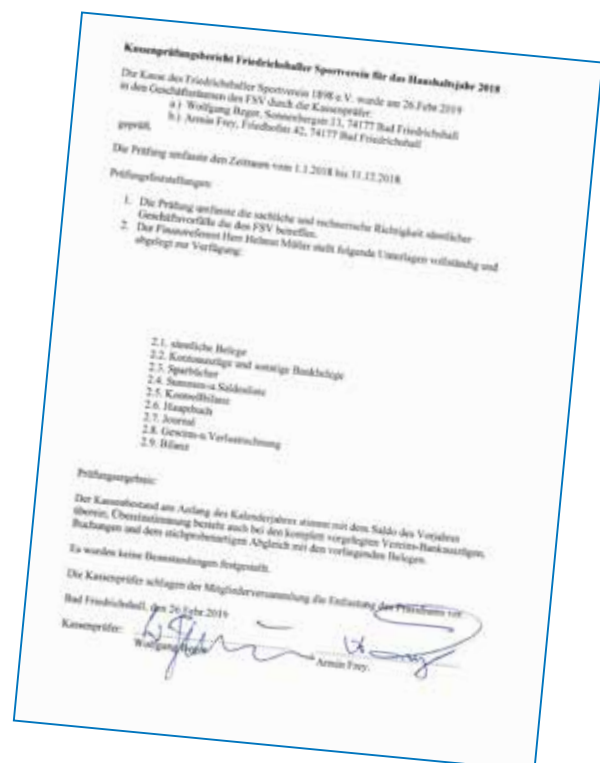 Kassenprüfungsbericht Friedrichshaller Sportverein für das Haushaltsjahr 2018
Die Kasse des Friedrichshaller Sportverein 1898 e.V. wurde am 26.Febr 2019
in den Geschäftsräumen des FSV durch die Kassenprüfer:
a.) Wolfgang Beger, Sonnenbergstr 13, 74177 Bad Friedrichshall
b.) Armin Frey, Friedhofstr 42, 74177 Bad Friedrichshall
geprüft.
Die Prüfung umfasste den Zeitraum vom 1.1.2018 bis 31.12.2018
Prüfungsfeststellungen:
1. Die Prüfung umfasste die sachliche und rechnerische Richtigkeit sämtlicher
Geschäftsvorfälle die den FSV betreffen.
2. Der Finanzreferent Herr Helmut Müller stellt folgende Unterlagen vollständig und
abgelegt zur Verfügung:
2.1. sämtliche Belege
2.2. Kontoauszüge und sonstige Bankbelege
2.3. Sparbücher
2.4. Summen-u Saldenliste
2.5. Kontrollbilanz
2.6. Hauptbuch
2.7. Journal
2.8. Gewinn-u Verlustrechnung
2.9. Bilanz
Prüfungsergebnis:
Der Kassenbestand am Anfang des Kalenderjahres stimmt mit dem Saldo des Vorjahres
überein, Übereinstimmung besteht auch bei den komplett vorgelegten Vereins-Bankauszügen,
Buchungen und dem stichprobenartigen Abgleich mit den vorliegenden Belegen.
Es wurden keine Beanstandungen festgestellt.
Die Kassenprüfer schlagen der Mitgliederversammlung die Entlastung des Präsidiums vor.
Bad Friedrichshall, den 26.Febr.2019
Kassenprüfer:
Wolfgang Armin Frey.